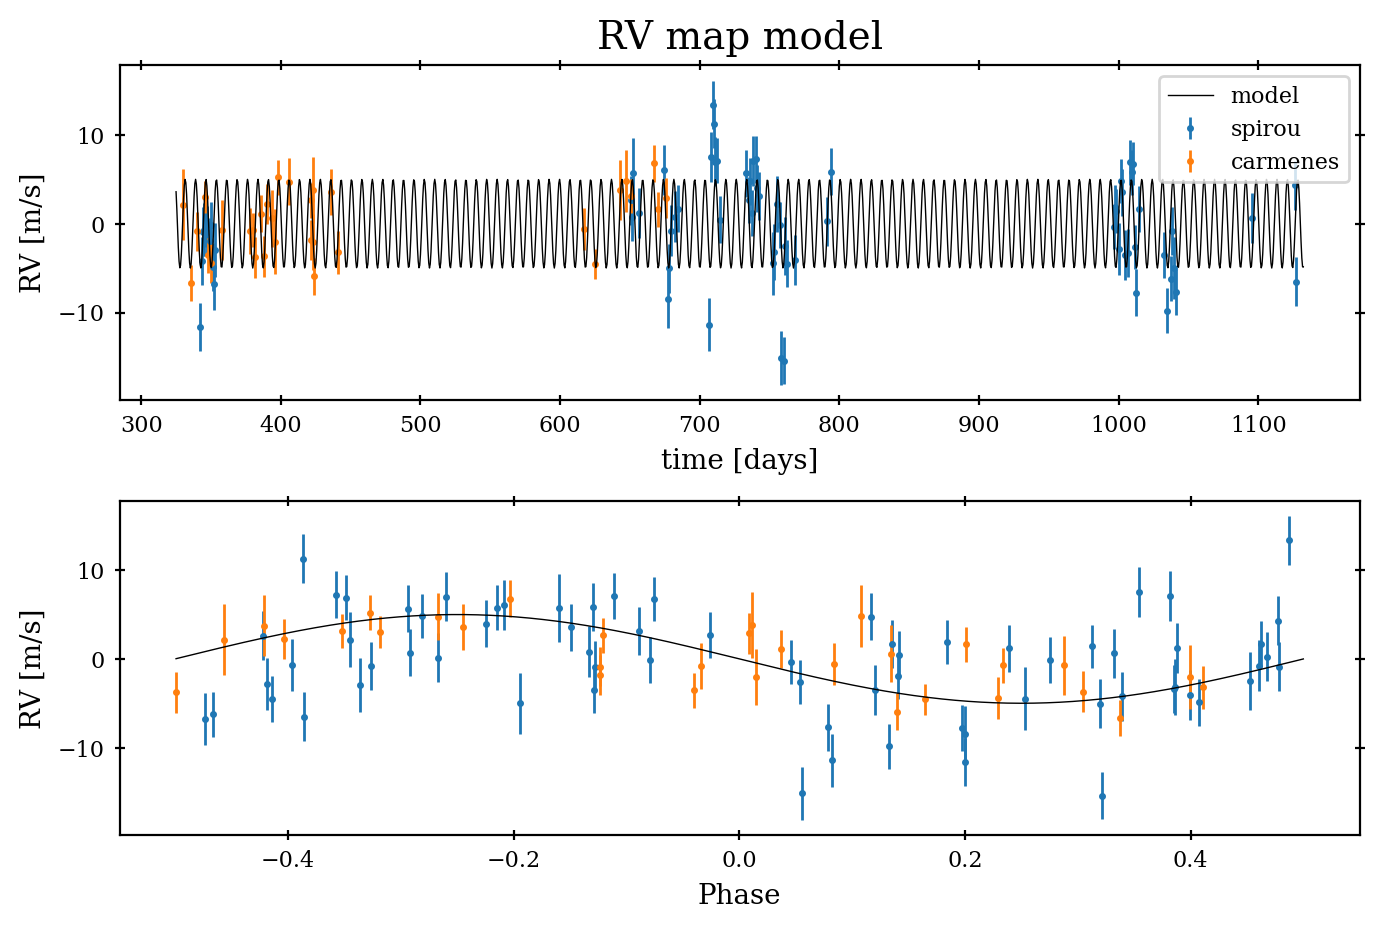 RV map model
RV [m/s]
10
0
−10
model
spirou
carmenes
300 400 500 600 700 800 900 1000 1100
time [days]
RV [m/s]
10
0
−10
−0.4 −0.2 0.0 0.2 0.4
Phase